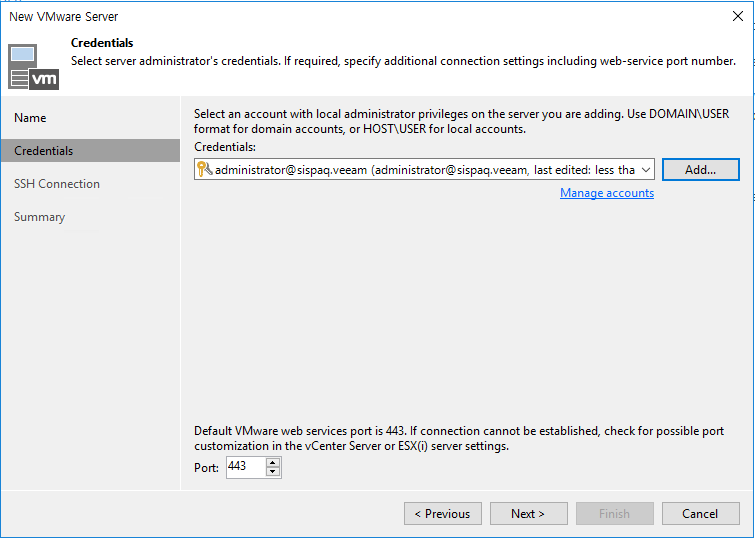 New VMware Server
Credentials
Select server administrator's credentials. If required, specify additional connection settings including web-service port number.
vm
Name
Credentials
SSH Connection
Summary
Select an account with local administrator privileges on the server you are adding. Use DOMAIN\USER
format for domain accounts, or HOST\USER for local accounts.
Credentials:
administrator@sispaq.veeam (administrator@sispaq.veeam, last edited: less tha
Add...
Manage accounts
Default VMware web services port is 443. If connection cannot be established, check for possible port
customization in the vCenter Server or ESX(i) server settings.
Port: 443
< Previous
Next >
Finish
Cancel